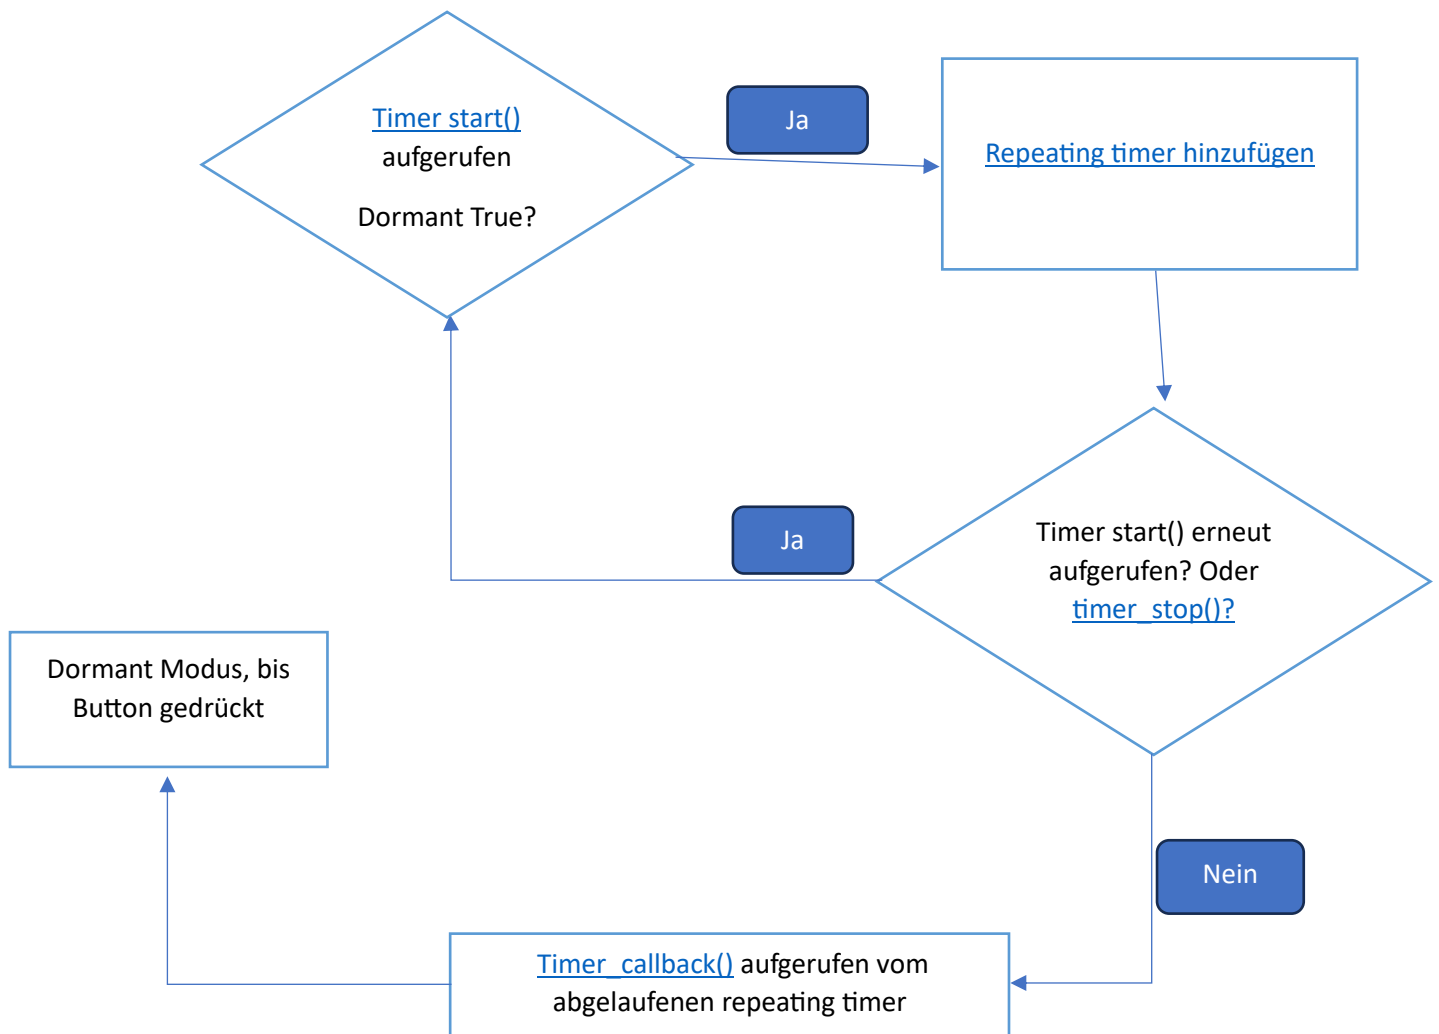 Timer start()
aufgerufen
Dormant True?
Ja
Repeating timer hinzufügen
Timer start() erneut
aufgerufen? Oder
timer_stop()?
Ja
Dormant Modus, bis
Button gedrückt
Nein
Timer_callback() aufgerufen vom
abgelaufenen repeating timer